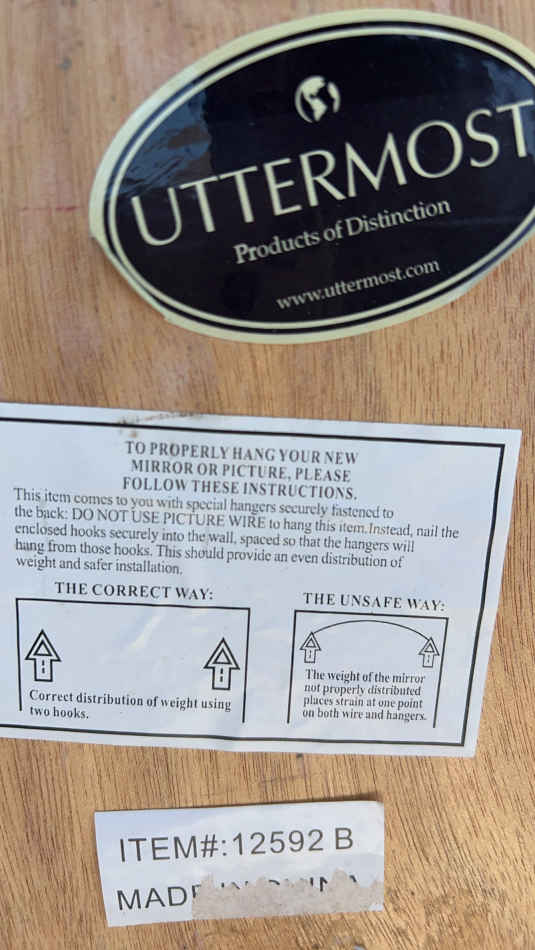 UTTERMOST
Products of Distinction
www.uttermost.com
TO PROPERLY HANG YOUR NEW
MIRROR OR PICTURE, PLEASE
FOLLOW THESE INSTRUCTIONS.
This item comes to you with special hangers securely fastened to
the back: DO NOT USE PICTURE WIRE to hang this item. Instead, nail the
enclosed hooks securely into the wall, spaced so that the hangers will
hang from those hooks. This should provide an even distribution of
weight and safer installation.
THE CORRECT WAY:
Correct distribution of weight using
two hooks.
THE UNSAFE WAY:
The weight of the mirror
not properly distributed
places strain at one point
on both wire and hangers.
ITEM#:12592 B
MADE